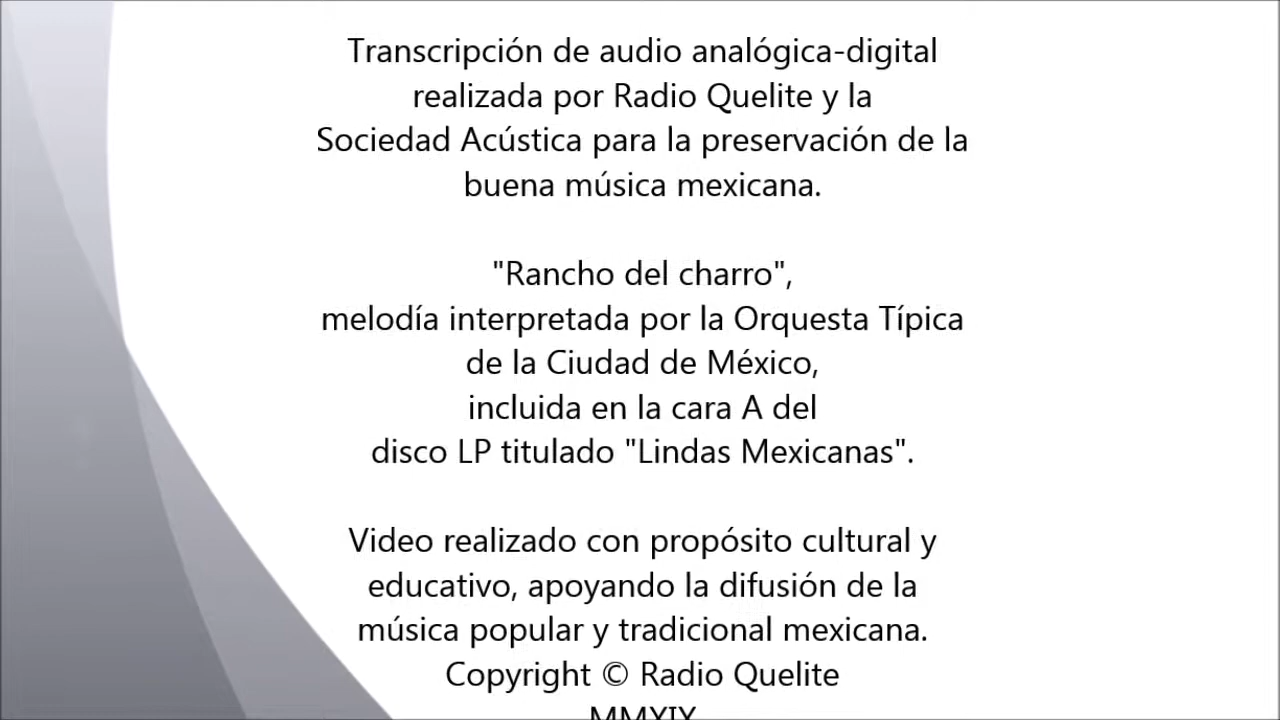 Transcripción de audio analógica-digital
realizada por Radio Quelite y la
Sociedad Acústica para la preservación de la
buena música mexicana.
"Rancho del charro",
melodía interpretada por la Orquesta Típica
de la Ciudad de México,
incluida en la cara A del
disco LP titulado "Lindas Mexicanas".
Video realizado con propósito cultural y
educativo, apoyando la difusión de la
música popular y tradicional mexicana.
Copyright © Radio Quelite
MMXIX